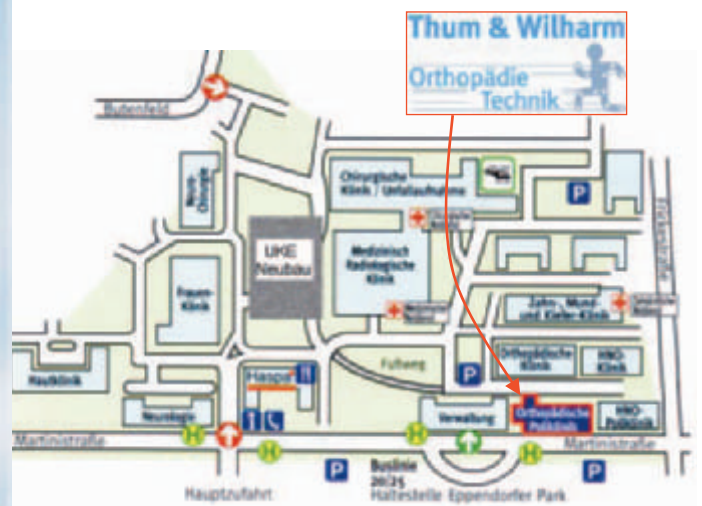 Thum & Wilharm
Orthopädie
Technik
Butenfeld
Neuro-
Chirurgie
Chirurgische
Klinik / Unfallaufnahme
P
UKE
Neubau
Medizinisch
Radiologische
Klinik
Frauen-
Klinik
Zahn-, Mund-
und Kiefer-Klinik
Orthopädische
Klinik
HNO-
Klinik
Fußweg
P
Hautklinik
Haspa
Neurologie
Verwaltung
Orthopädische
Poliklinik
HNO-
Poliklinik
H
H
H
H
Martinistraße
Martinistraße
P
P
Buslinie
20/25
Haltestelle Eppendorfer Park
Hauptzufahrt